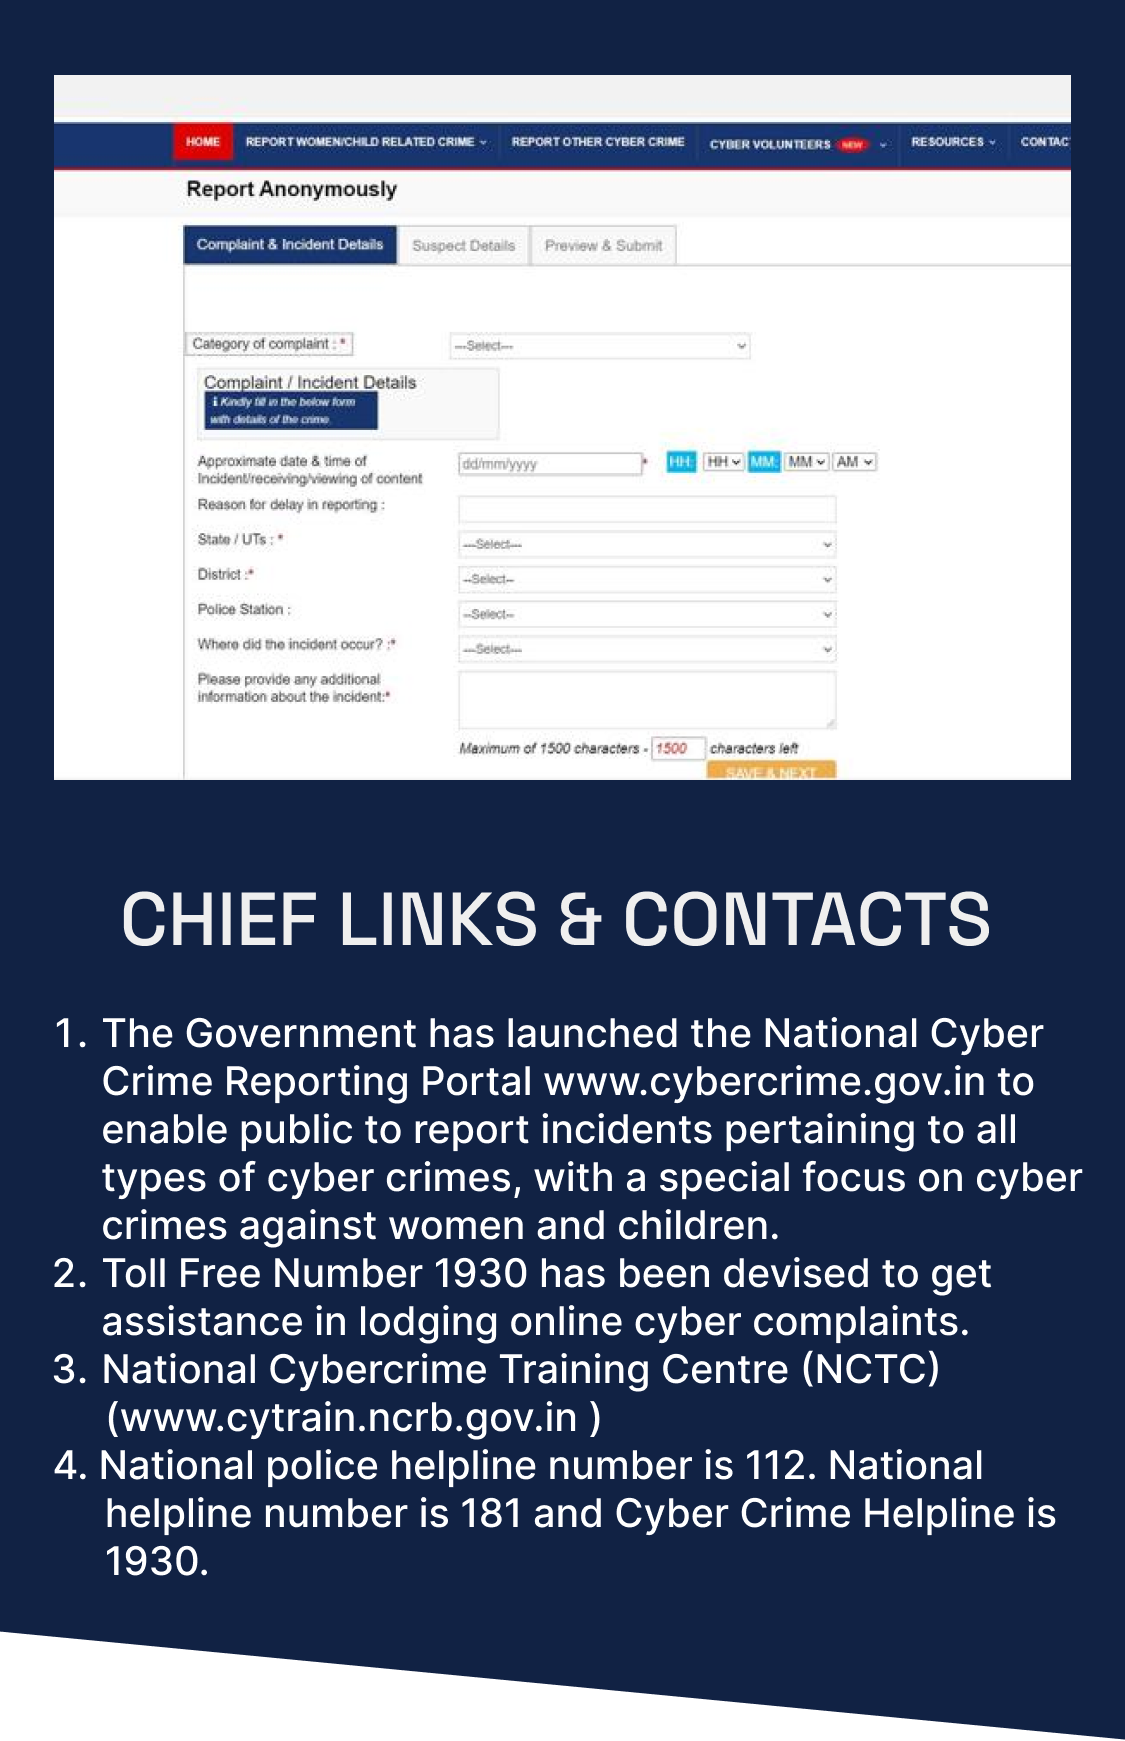 HOME REPORT WOMEN/CHILD RELATED CRIME REPORT OTHER CYBER CRIME CYBER VOLUNTEERS NEW RESOURCES CONTAC
Report Anonymously
Complaint & Incident Details Suspect Details Preview & Submit
Category of complaint : * ---Select---
Complaint / Incident Details
i Kindly fill in the below form
with details of the crime.
Approximate date & time of
Incident/receiving/viewing of content dd/mm/yyyy * HH: HH MM: MM AM
Reason for delay in reporting :
State / UTs : * ---Select---
District :* --Select--
Police Station : --Select--
Where did the incident occur? :* ---Select---
Please provide any additional
information about the incident:*
Maximum of 1500 characters - 1500 characters left
SAVE & NEXT
CHIEF LINKS & CONTACTS
1. The Government has launched the National Cyber
Crime Reporting Portal www.cybercrime.gov.in to
enable public to report incidents pertaining to all
types of cyber crimes, with a special focus on cyber
crimes against women and children.
2. Toll Free Number 1930 has been devised to get
assistance in lodging online cyber complaints.
3. National Cybercrime Training Centre (NCTC)
(www.cytrain.ncrb.gov.in )
4. National police helpline number is 112. National
helpline number is 181 and Cyber Crime Helpline is
1930.